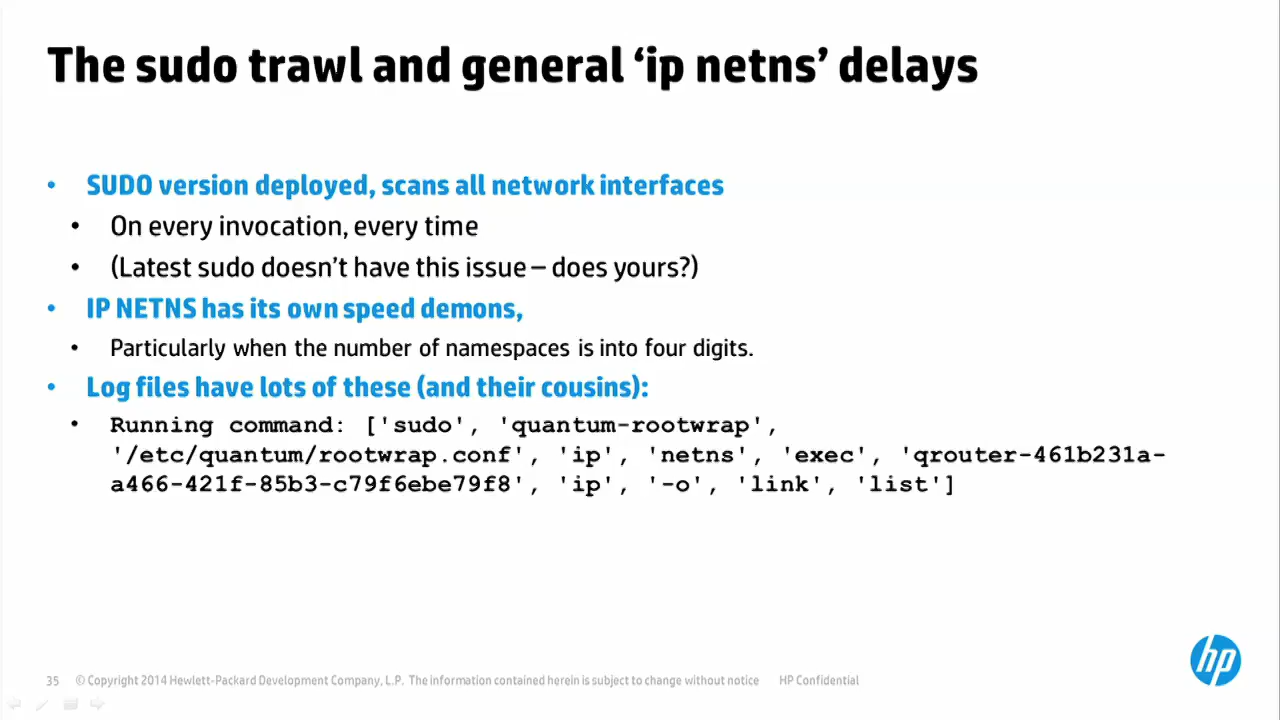 The sudo trawl and general ‘ip netns’ delays
• SUDO version deployed, scans all network interfaces
• On every invocation, every time
• (Latest sudo doesn’t have this issue – does yours?)
• IP NETNS has its own speed demons,
• Particularly when the number of namespaces is into four digits.
• Log files have lots of these (and their cousins):
• Running command: ['sudo', 'quantum-rootwrap',
'/etc/quantum/rootwrap.conf', 'ip', 'netns', 'exec', 'qrouter-461b231a-
a466-421f-85b3-c79f6ebe79f8', 'ip', '-o', 'link', 'list']
hp
35 © Copyright 2014 Hewlett-Packard Development Company, L.P. The information contained herein is subject to change without notice HP Confidential